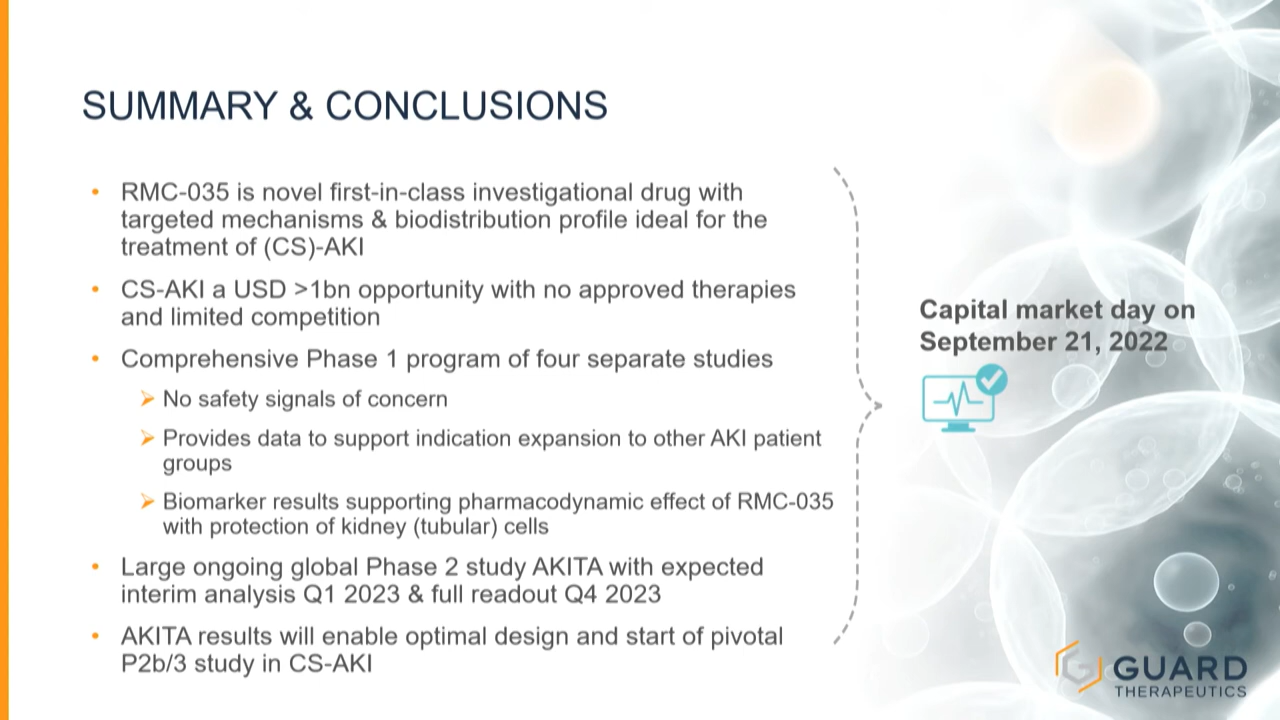 SUMMARY & CONCLUSIONS
• RMC-035 is novel first-in-class investigational drug with
targeted mechanisms & biodistribution profile ideal for the
treatment of (CS)-AKI
• CS-AKI a USD >1bn opportunity with no approved therapies
and limited competition
• Comprehensive Phase 1 program of four separate studies
➢ No safety signals of concern
➢ Provides data to support indication expansion to other AKI patient
groups
➢ Biomarker results supporting pharmacodynamic effect of RMC-035
with protection of kidney (tubular) cells
• Large ongoing global Phase 2 study AKITA with expected
interim analysis Q1 2023 & full readout Q4 2023
• AKITA results will enable optimal design and start of pivotal
P2b/3 study in CS-AKI
Capital market day on
September 21, 2022
GUARD
THERAPEUTICS